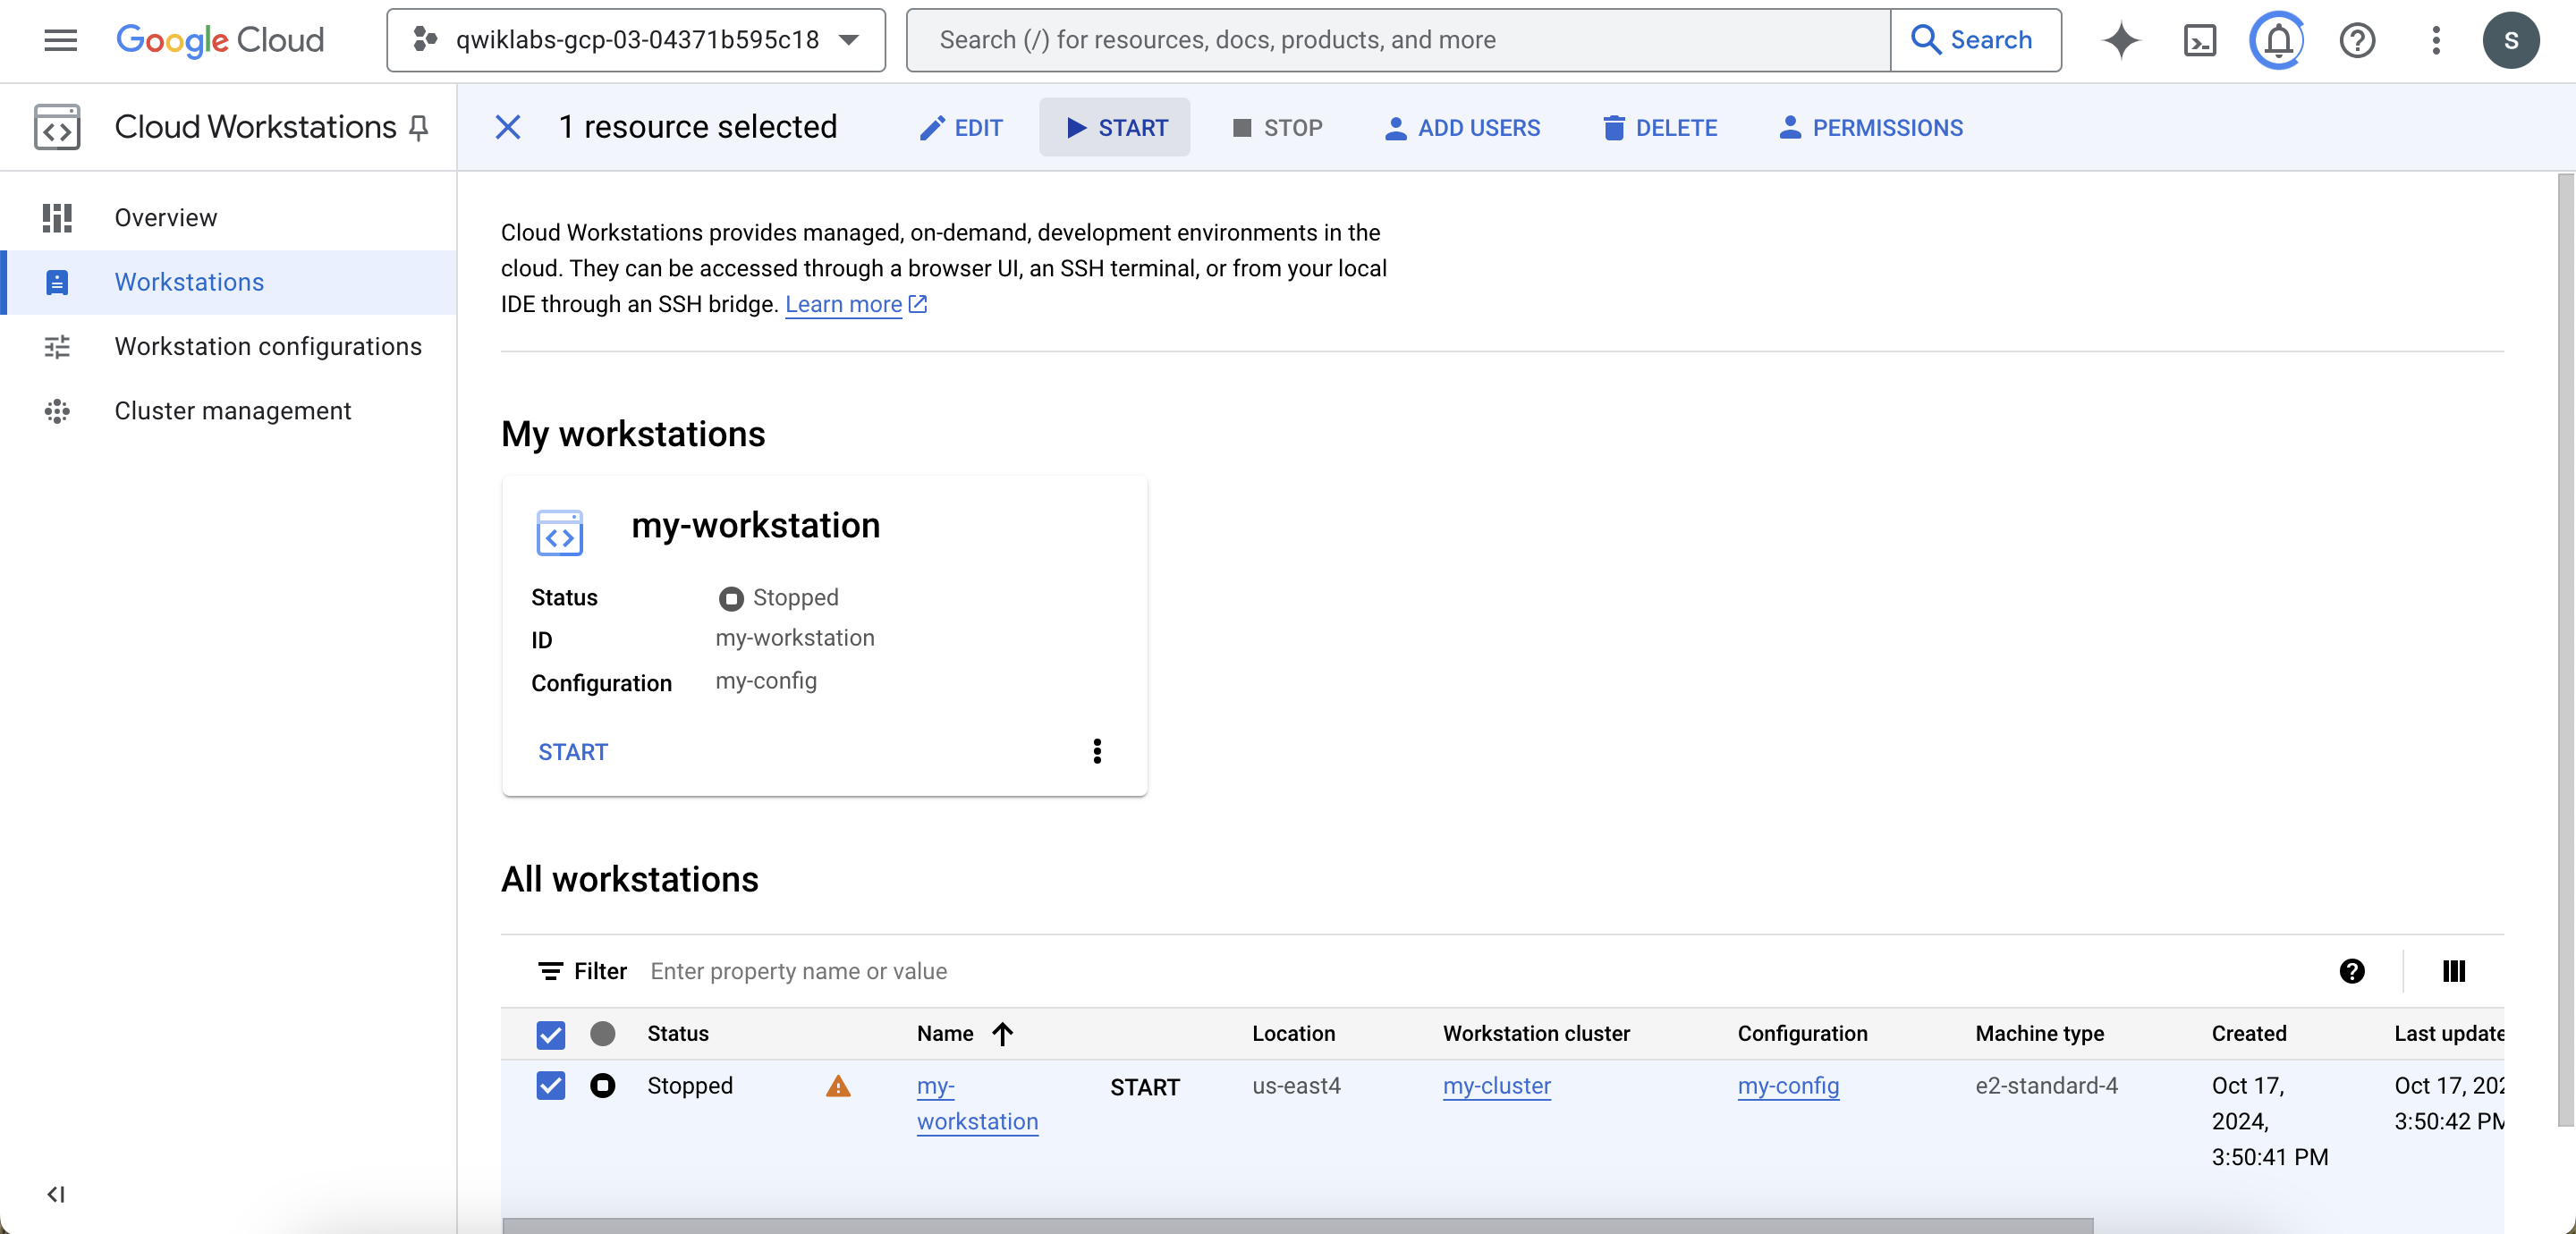 Google Cloud
qwiklabs-gcp-03-04371b595c18
Search (/) for resources, docs, products, and more
Search
S
Cloud Workstations
1 resource selected
EDIT
START
STOP
ADD USERS
DELETE
PERMISSIONS
Overview
Workstations
Workstation configurations
Cluster management
Cloud Workstations provides managed, on-demand, development environments in the
cloud. They can be accessed through a browser UI, an SSH terminal, or from your local
IDE through an SSH bridge. Learn more
My workstations
my-workstation
Status Stopped
ID my-workstation
Configuration my-config
START
All workstations
Filter Enter property name or value
Status Name Location Workstation cluster Configuration Machine type Created Last update
Stopped my- START us-east4 my-cluster my-config e2-standard-4 Oct 17, Oct 17, 202
workstation 2024, 3:50:42 PM
3:50:41 PM